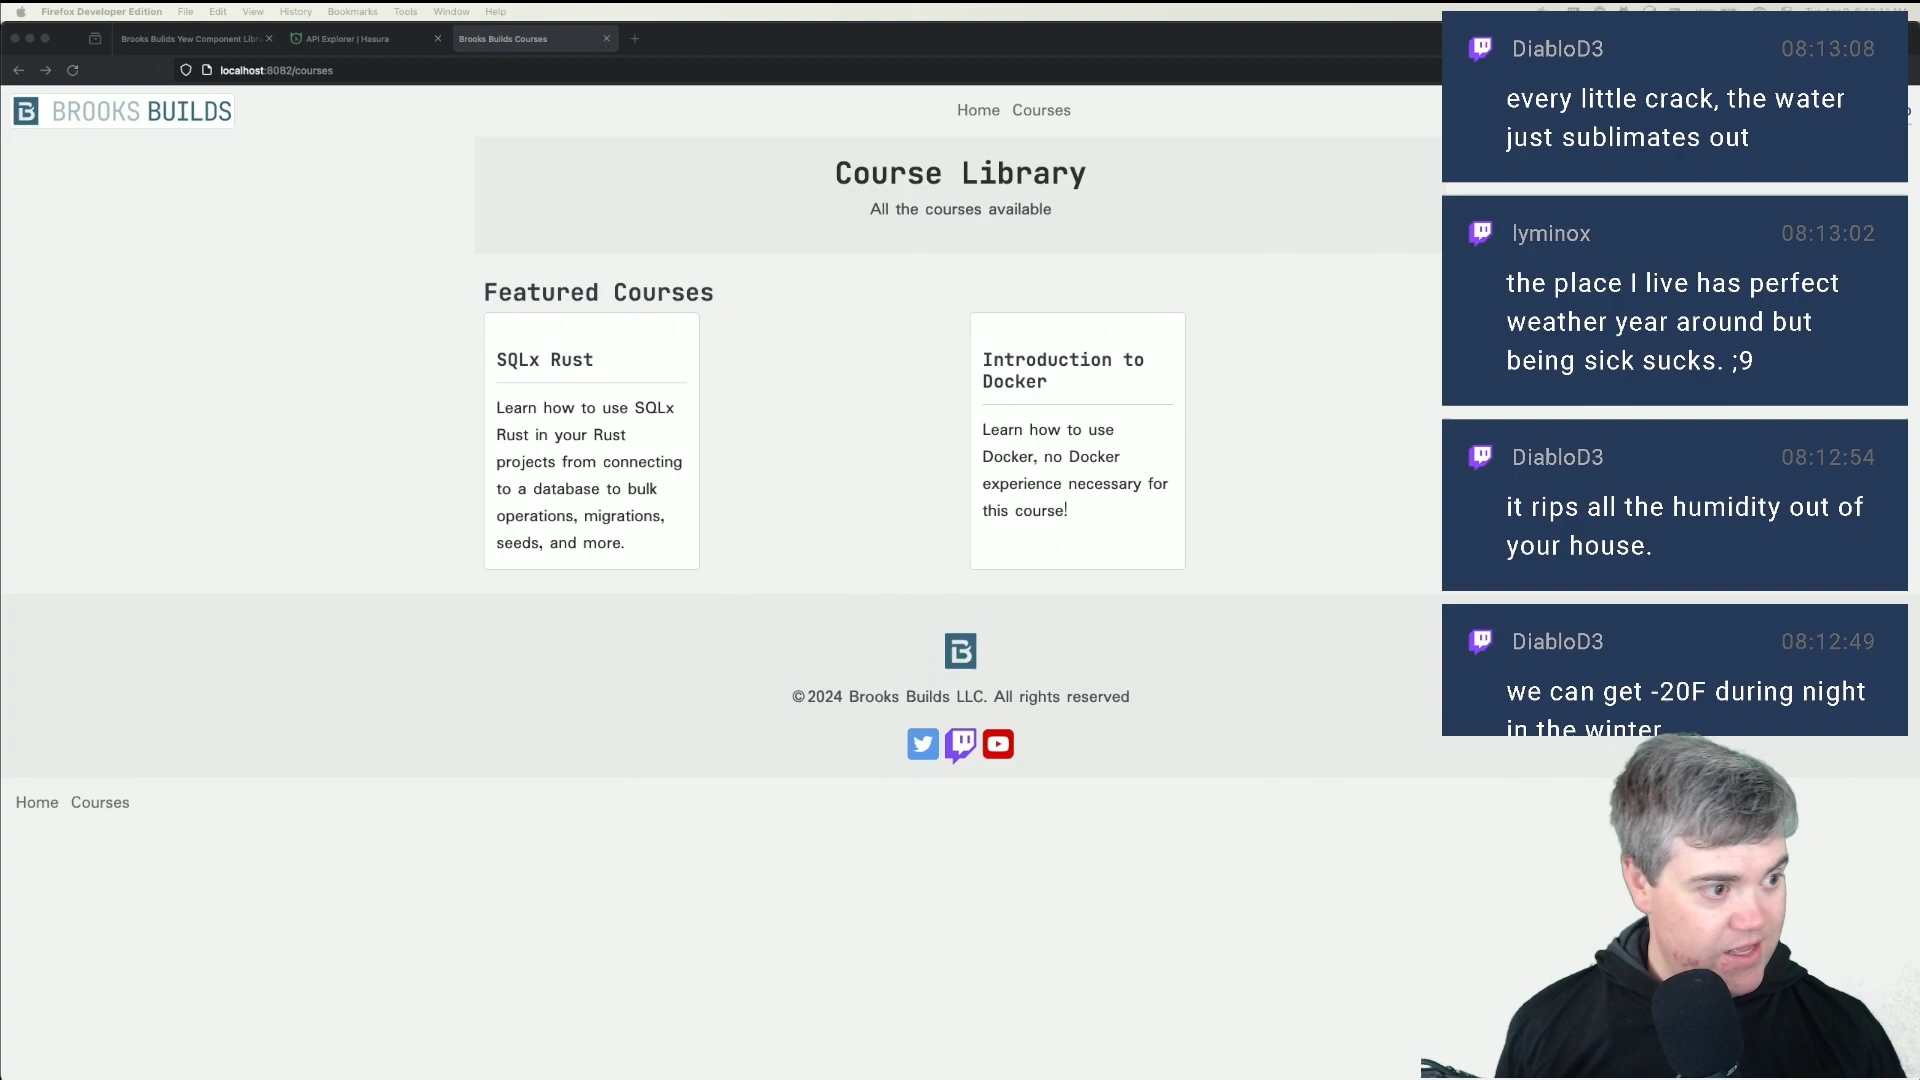 Firefox Developer Edition File Edit View History Bookmarks Tools Window Help
Brooks Builds Yew Component Libr
API Explorer | Hasura
Brooks Builds Courses
localhost:8082/courses
BROOKS BUILDS
Home Courses
Course Library
All the courses available
Featured Courses
SQLx Rust
Learn how to use SQLx
Rust in your Rust
projects from connecting
to a database to bulk
operations, migrations,
seeds, and more.
Introduction to
Docker
Learn how to use
Docker, no Docker
experience necessary for
this course!
©2024 Brooks Builds LLC. All rights reserved
Home Courses
DiabloD3 08:13:08
every little crack, the water
just sublimates out
lyminox 08:13:02
the place I live has perfect
weather year around but
being sick sucks. ;9
DiabloD3 08:12:54
it rips all the humidity out of
your house.
DiabloD3 08:12:49
we can get -20F during night
in the winter